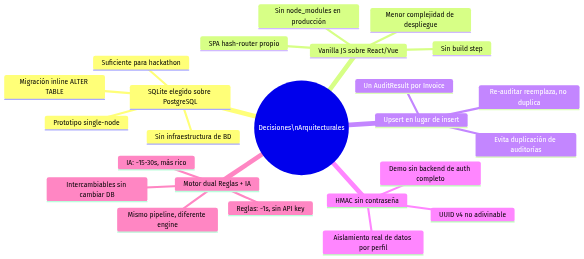 Decisiones\nArquitecturales
SQLite elegido sobre
PostgreSQL
Suficiente para hackathon
Migración inline ALTER
TABLE
Prototipo single-node
Sin infraestructura de BD
Vanilla JS sobre React/Vue
Sin node_modules en
producción
Menor complejidad de
despliegue
SPA hash-router propio
Sin build step
Upsert en lugar de insert
Un AuditResult por Invoice
Re-auditar reemplaza, no
duplica
Evita duplicación de
auditorías
HMAC sin contraseña
Demo sin backend de auth
completo
UUID v4 no adivinable
Aislamiento real de datos
por perfil
Motor dual Reglas + IA
IA: ~15-30s, más rico
Intercambiables sin
cambiar DB
Mismo pipeline, diferente
engine
Reglas: ~1s, sin API key